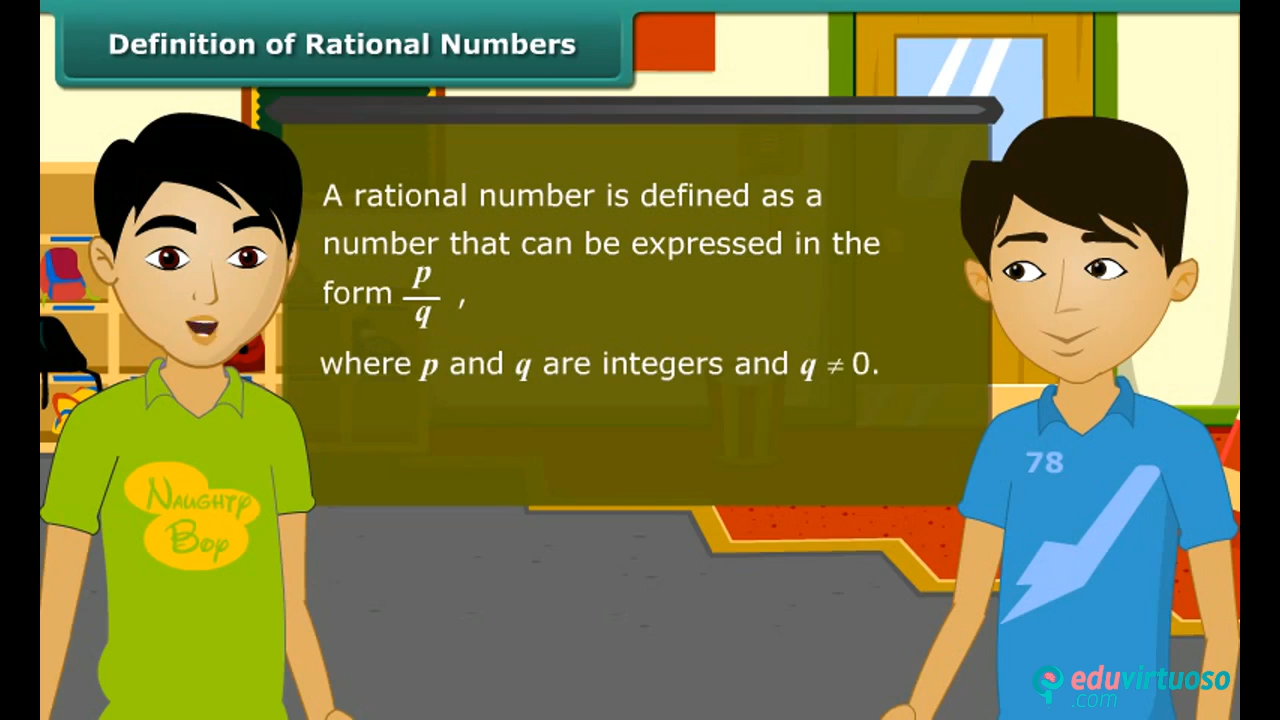 Definition of Rational Numbers
A rational number is defined as a
number that can be expressed in the
form p/q ,
where p and q are integers and q ≠ 0.
NAUGHTY
BOY
78
eduvirtuoso
.com